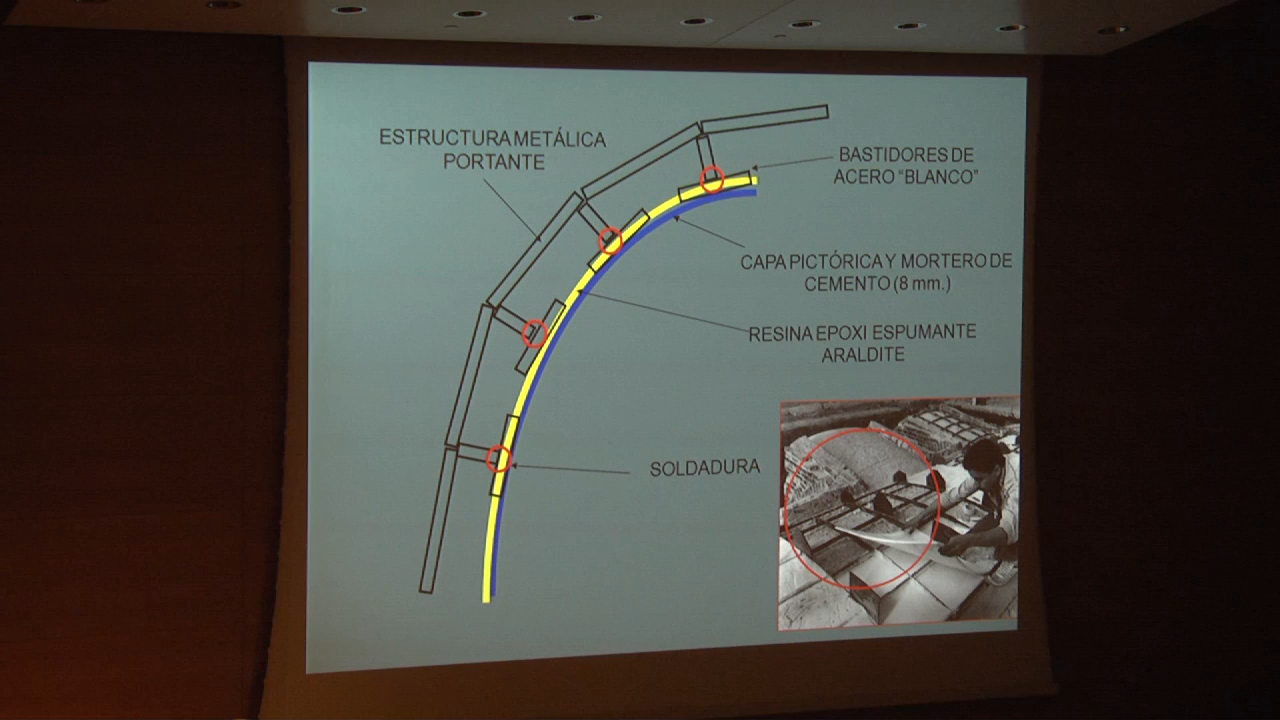 ESTRUCTURA METÁLICA
PORTANTE
BASTIDORES DE
ACERO “BLANCO”
CAPA PICTÓRICA Y MORTERO DE
CEMENTO (8 mm.)
RESINA EPOXI ESPUMANTE
ARALDITE
SOLDADURA